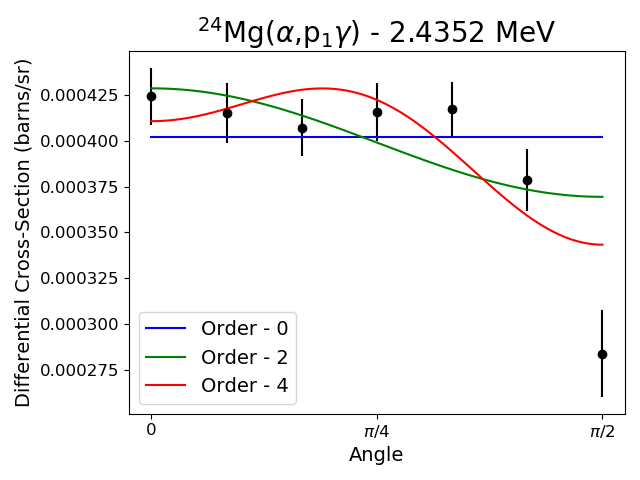 ²⁴Mg(α,p₁γ) - 2.4352 MeV
Differential Cross-Section (barns/sr)
0.000425
0.000400
0.000375
0.000350
0.000325
0.000300
0.000275
Order - 0
Order - 2
Order - 4
0
π/4
π/2
Angle